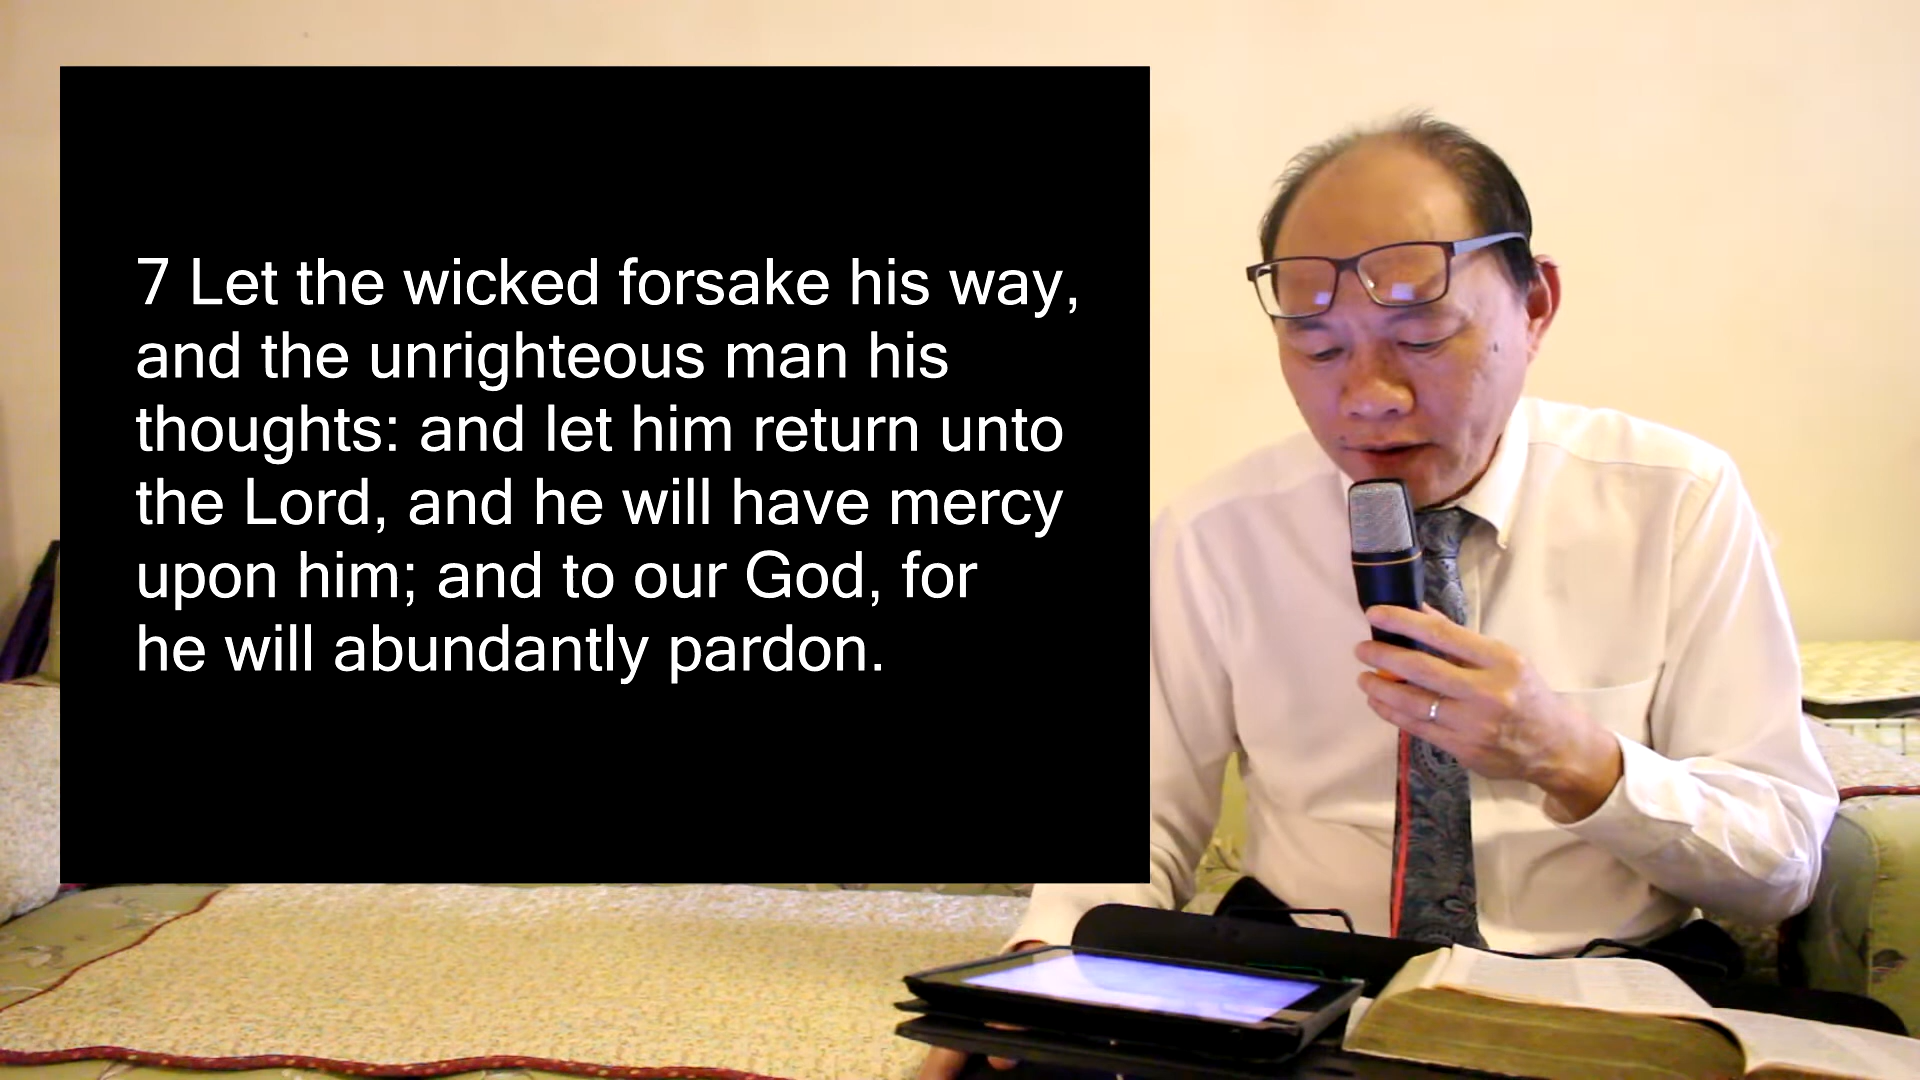 7 Let the wicked forsake his way,
and the unrighteous man his
thoughts: and let him return unto
the Lord, and he will have mercy
upon him; and to our God, for
he will abundantly pardon.